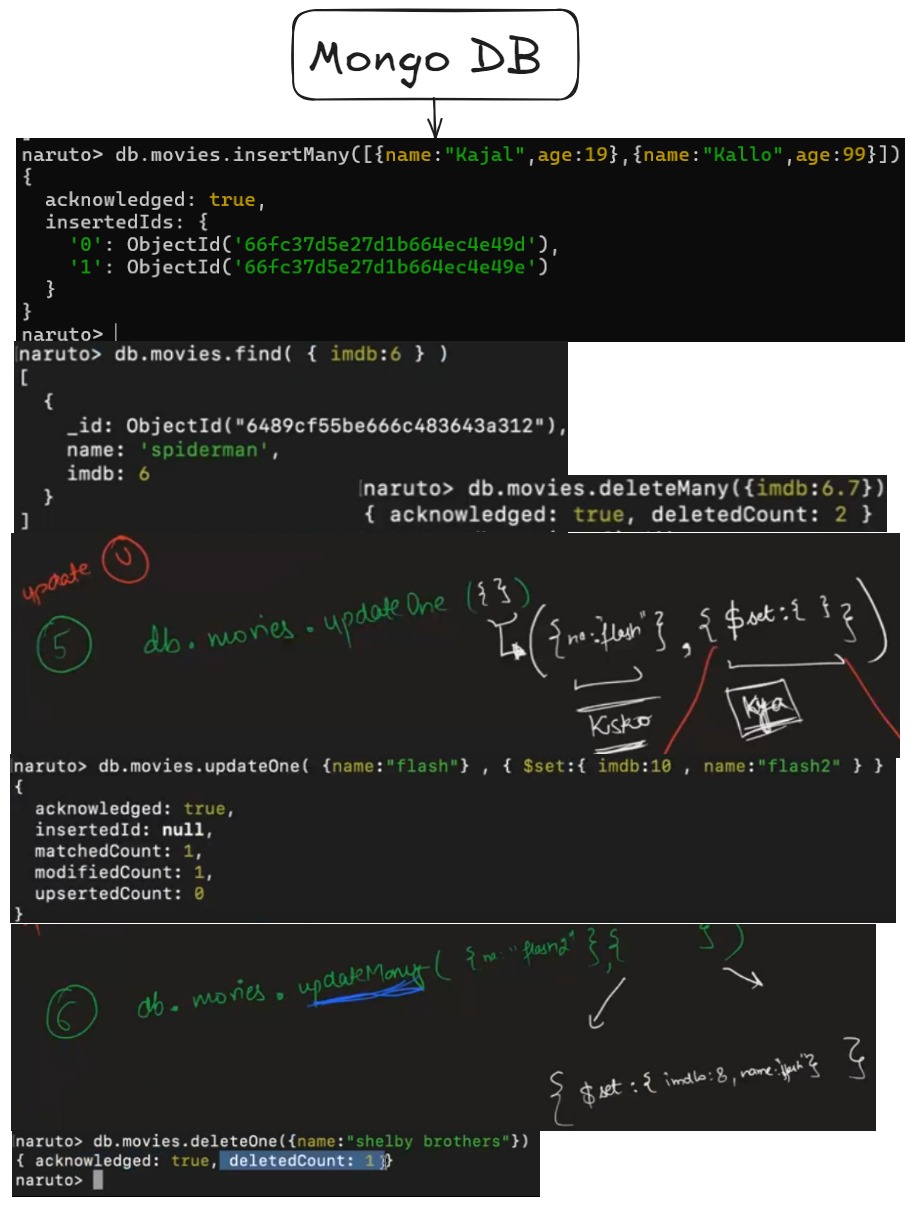 Mongo DB
naruto> db.movies.insertMany([{name:"Kajal",age:19},{name:"Kallo",age:99}])
{
  acknowledged: true,
  insertedIds: {
    '0': ObjectId('66fc37d5e27d1b664ec4e49d'),
    '1': ObjectId('66fc37d5e27d1b664ec4e49e')
  }
}
naruto>
naruto> db.movies.find( { imdb:6 } )
[
  {
    _id: ObjectId("6489cf55be666c483643a312"),
    name: 'spiderman',
    imdb: 6
  }
]
naruto> db.movies.deleteMany({imdb:6.7})
{ acknowledged: true, deletedCount: 2 }
update U
5 db.movies.updateOne ({})
({na:"flash"}, {$set:{ } })
Kisko
Kya
naruto> db.movies.updateOne( {name:"flash"} , { $set:{ imdb:10 , name:"flash2" } }
{
  acknowledged: true,
  insertedId: null,
  matchedCount: 1,
  modifiedCount: 1,
  upsertedCount: 0
}
6 db.movies.updateMany( {na:"flash2"},{ })
{ $set:{ imdb:8, name:"flash"} }
naruto> db.movies.deleteOne({name:"shelby brothers"})
{ acknowledged: true, deletedCount: 1 }
naruto>